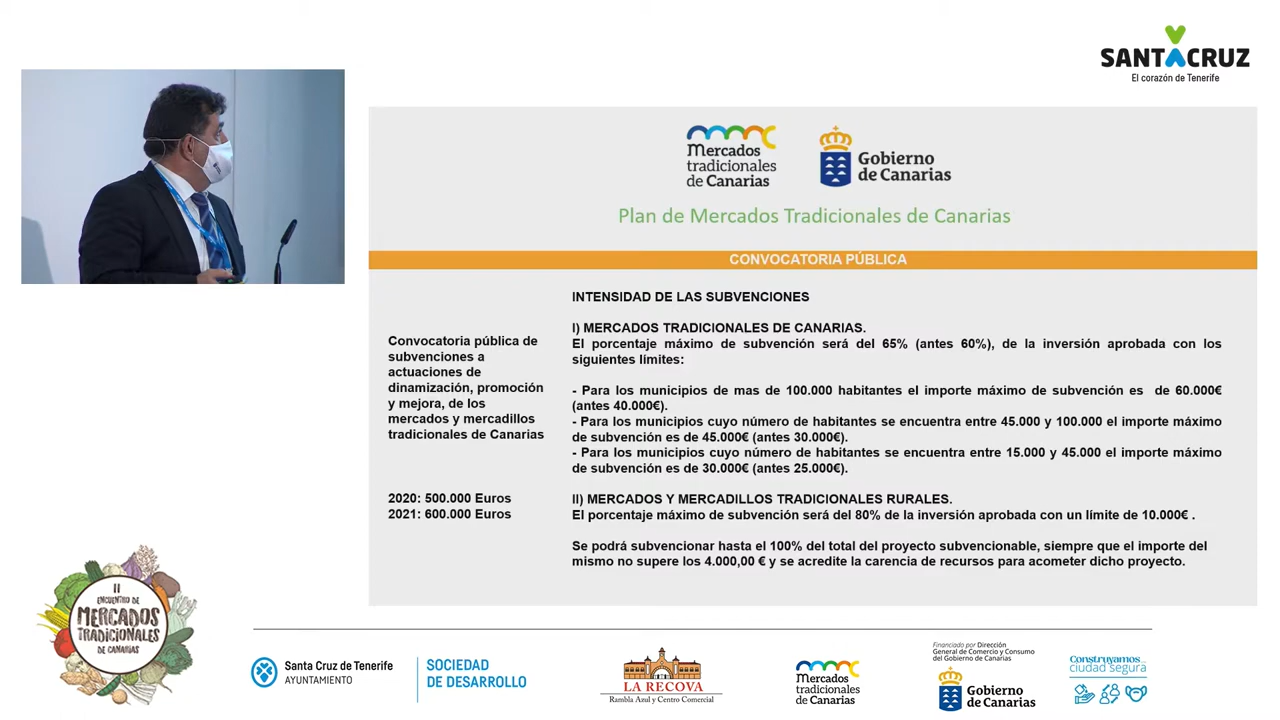 SANTACRUZ
El corazón de Tenerife
Mercados
tradicionales
de Canarias
Gobierno
de Canarias
Plan de Mercados Tradicionales de Canarias
CONVOCATORIA PÚBLICA
Convocatoria pública de
subvenciones a
actuaciones de
dinamización, promoción
y mejora, de los
mercados y mercadillos
tradicionales de Canarias
2020: 500.000 Euros
2021: 600.000 Euros
INTENSIDAD DE LAS SUBVENCIONES
I) MERCADOS TRADICIONALES DE CANARIAS.
El porcentaje máximo de subvención será del 65% (antes 60%), de la inversión aprobada con los
siguientes límites:
- Para los municipios de mas de 100.000 habitantes el importe máximo de subvención es de 60.000€
(antes 40.000€).
- Para los municipios cuyo número de habitantes se encuentra entre 45.000 y 100.000 el importe máximo
de subvención es de 45.000€ (antes 30.000€).
- Para los municipios cuyo número de habitantes se encuentra entre 15.000 y 45.000 el importe máximo
de subvención es de 30.000€ (antes 25.000€).
II) MERCADOS Y MERCADILLOS TRADICIONALES RURALES.
El porcentaje máximo de subvención será del 80% de la inversión aprobada con un límite de 10.000€ .
Se podrá subvencionar hasta el 100% del total del proyecto subvencionable, siempre que el importe del
mismo no supere los 4.000,00 € y se acredite la carencia de recursos para acometer dicho proyecto.
II
ENCUENTRO DE
MERCADOS
TRADICIONALES
DE CANARIAS
Santa Cruz de Tenerife
AYUNTAMIENTO
SOCIEDAD
DE DESARROLLO
LA RECOVA
Rambla Azul y Centro Comercial
Mercados
tradicionales
de Canarias
Financiado por Dirección
General de Comercio y Consumo
del Gobierno de Canarias
Gobierno
de Canarias
Construyamos...
ciudad segura